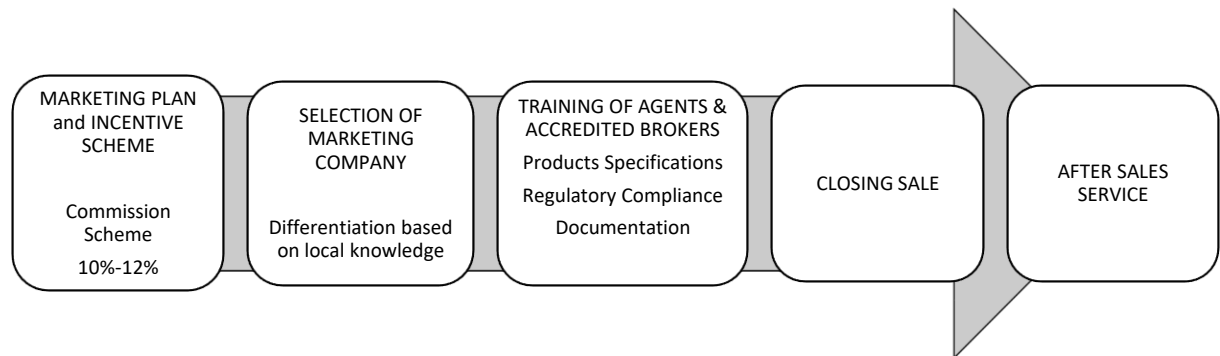 MARKETING PLAN
and INCENTIVE
SCHEME
Commission
Scheme
10%-12%
SELECTION OF
MARKETING
COMPANY
Differentiation based
on local knowledge
TRAINING OF AGENTS &
ACCREDITED BROKERS
Products Specifications
Regulatory Compliance
Documentation
CLOSING SALE
AFTER SALES
SERVICE